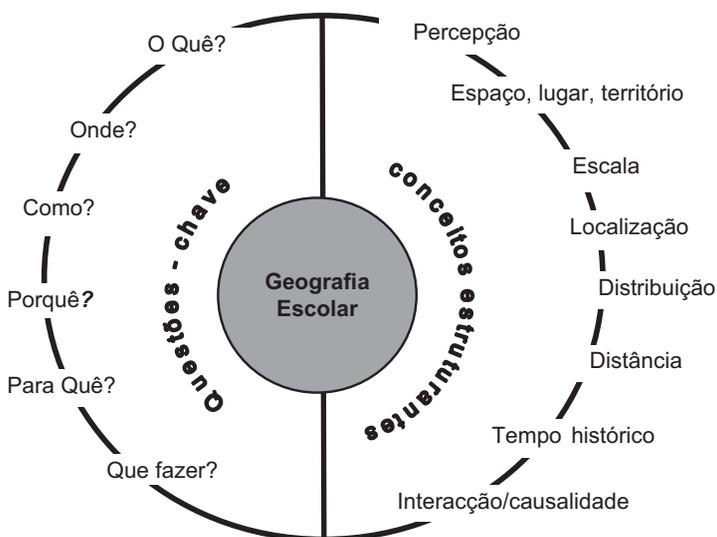 O Quê?
Onde?
Como?
Porquê?
Para Quê?
Que fazer?
Questões - chave
Geografia
Escolar
conceitos estruturantes
Percepção
Espaço, lugar, território
Escala
Localização
Distribuição
Distância
Tempo histórico
Interacção/causalidade